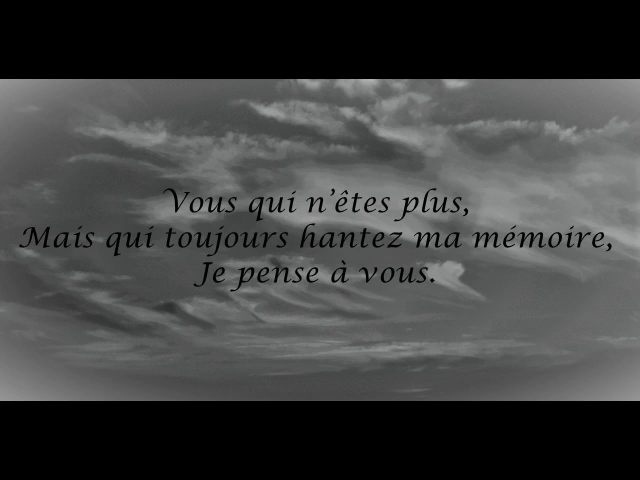 Vous qui n'êtes plus,
Mais qui toujours hantez ma mémoire,
Je pense à vous.